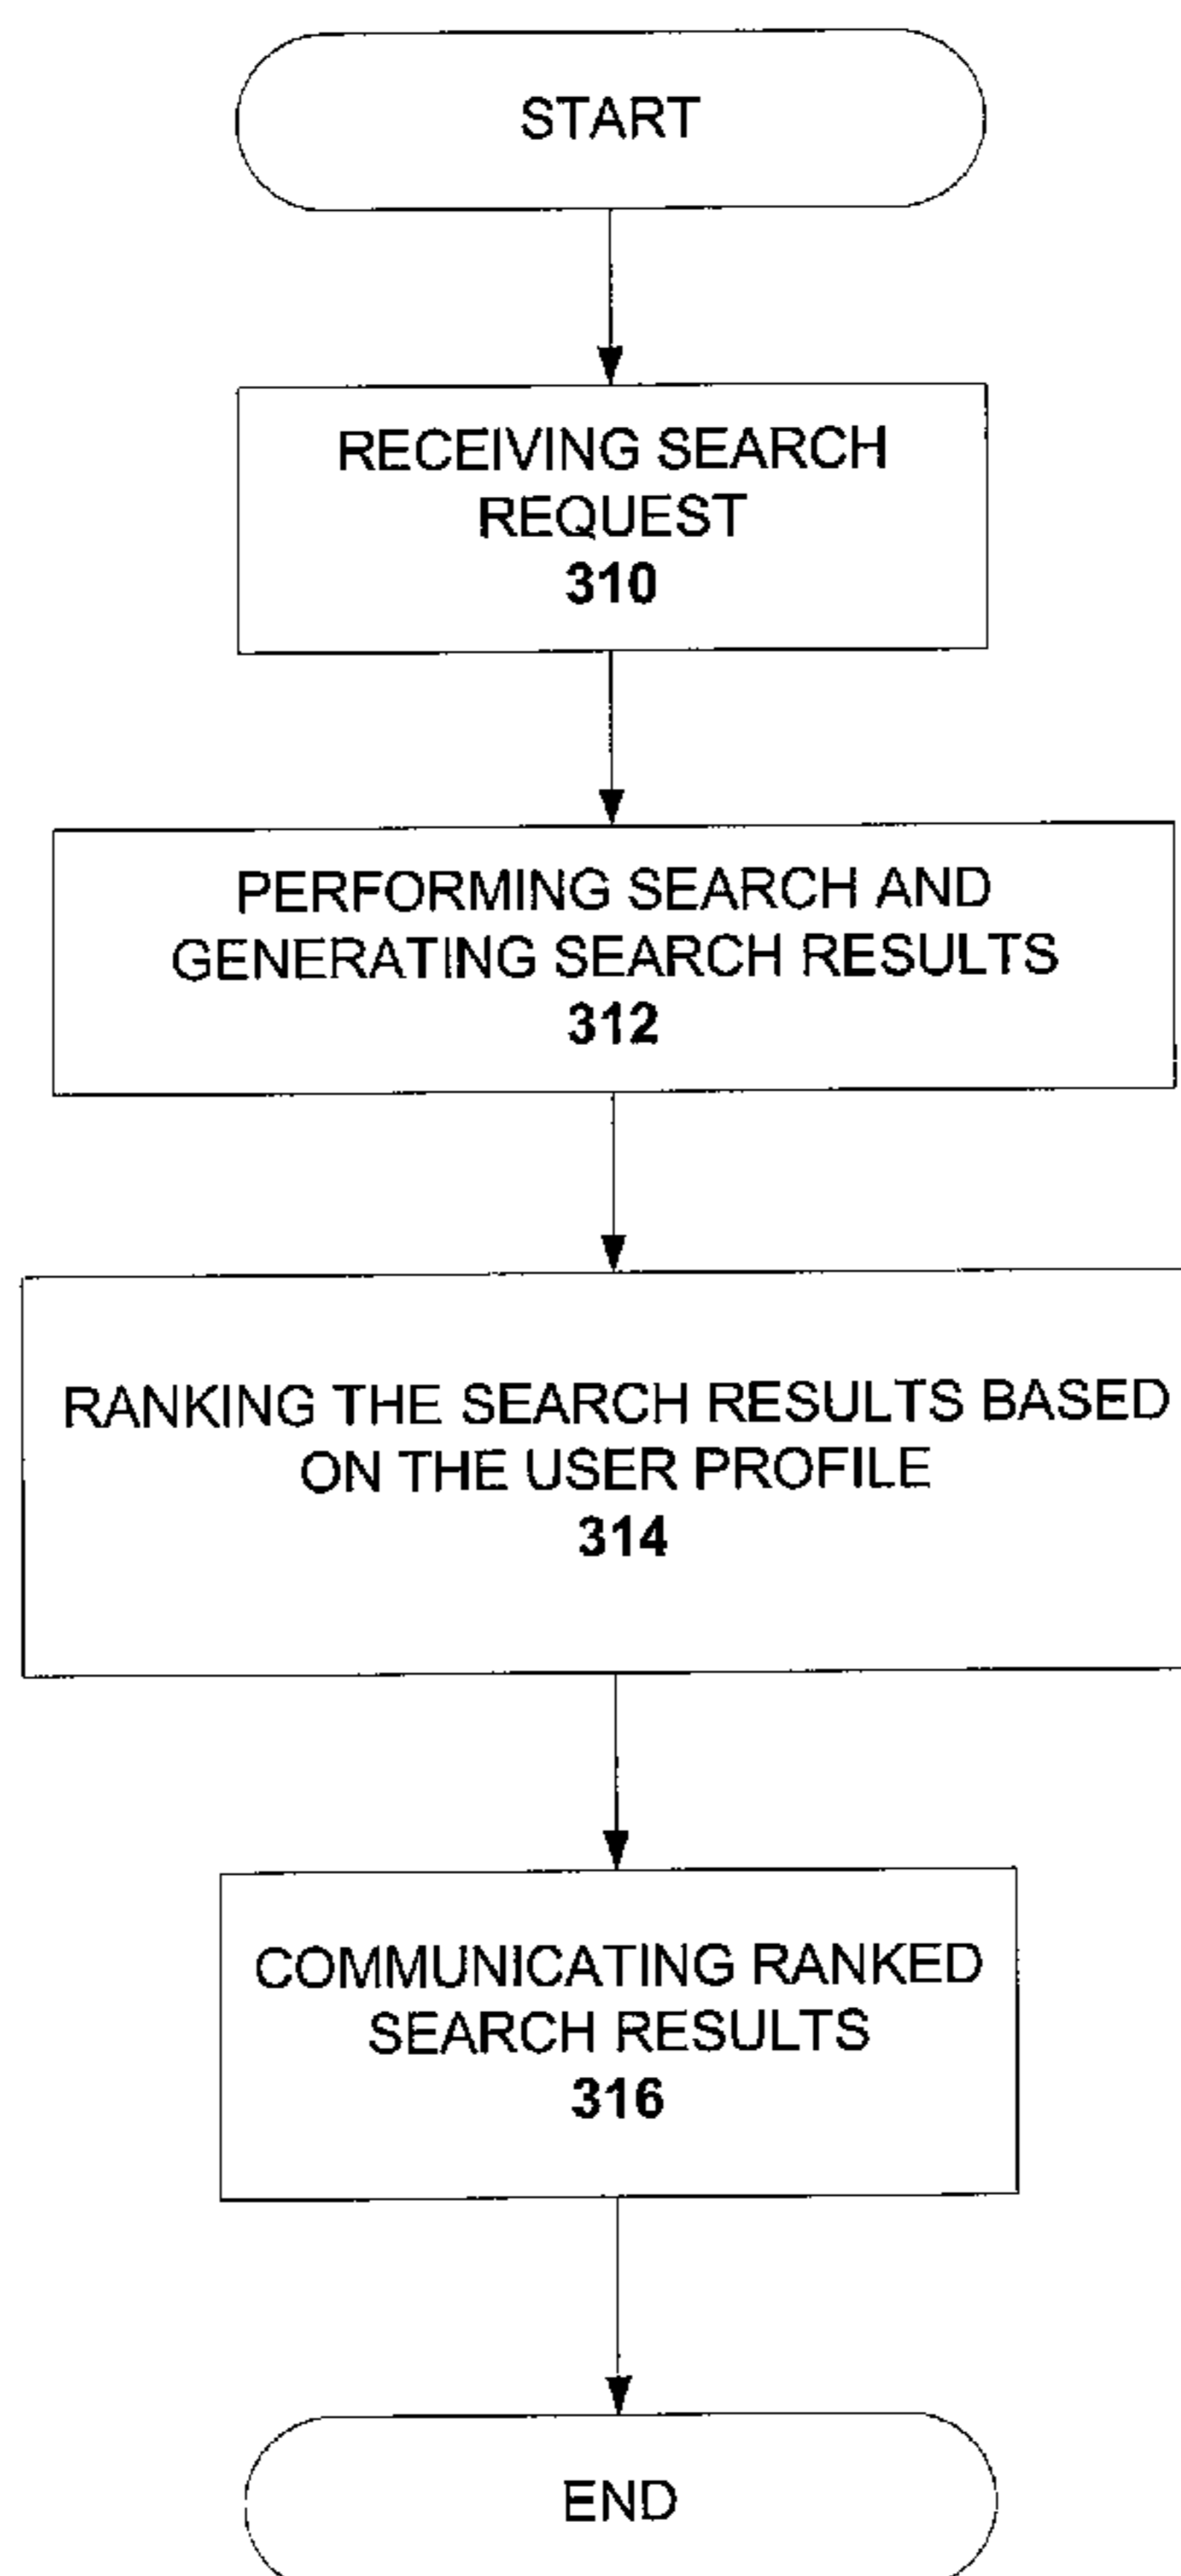 START
RECEIVING SEARCH
REQUEST
310
PERFORMING SEARCH AND
GENERATING SEARCH RESULTS
312
RANKING THE SEARCH RESULTS BASED
ON THE USER PROFILE
314
COMMUNICATING RANKED
SEARCH RESULTS
316
END